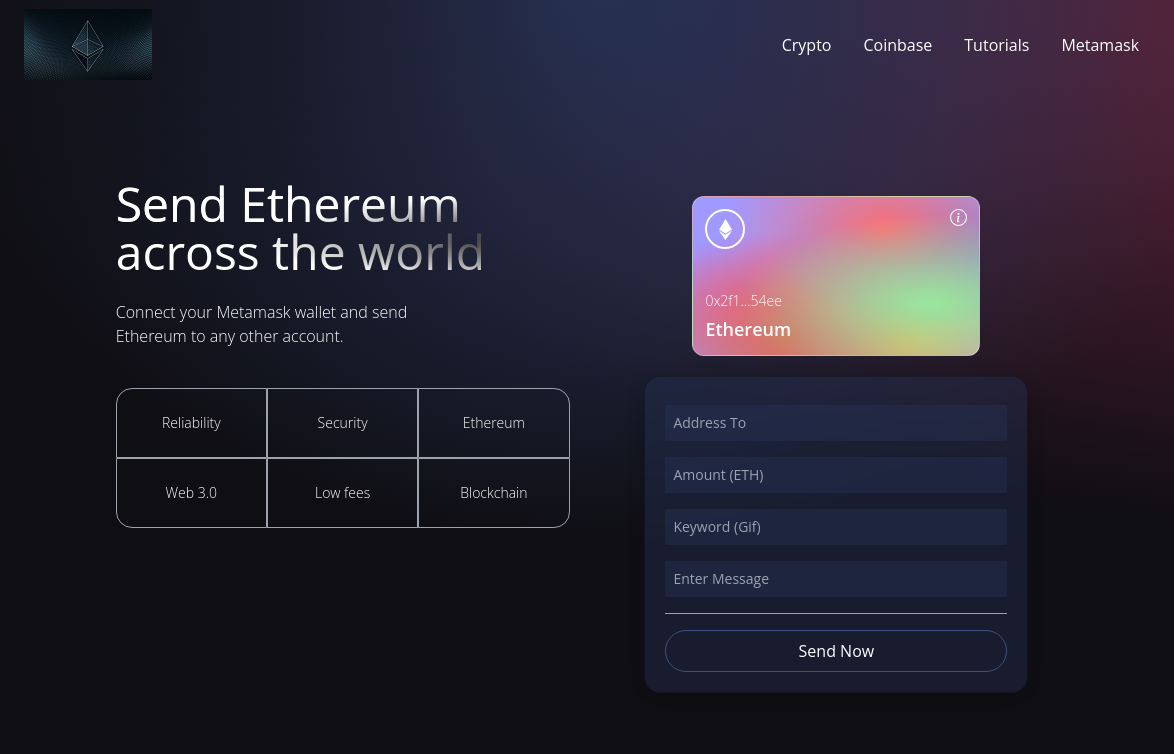 Crypto Coinbase Tutorials Metamask
Send Ethereum
across the world
Connect your Metamask wallet and send
Ethereum to any other account.
Reliability Security Ethereum
Web 3.0 Low fees Blockchain
i
0x2f1...54ee
Ethereum
Address To
Amount (ETH)
Keyword (Gif)
Enter Message
Send Now